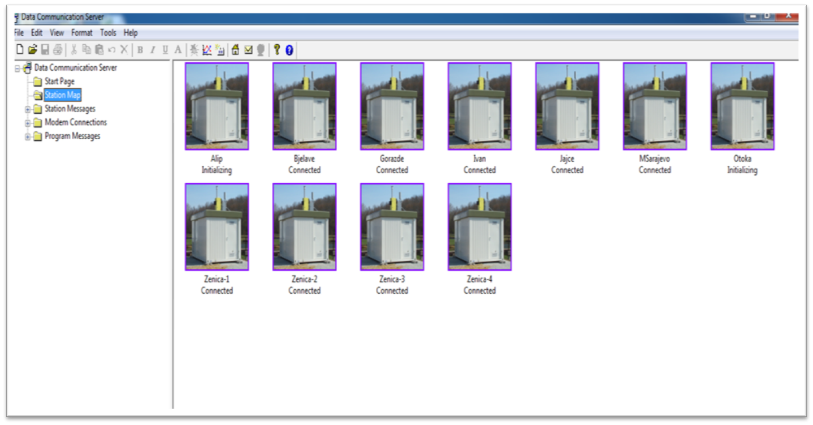 Data Communication Server
File Edit View Format Tools Help
B I U A
Data Communication Server
Start Page
Station Map
Station Messages
Modem Connections
Program Messages
Alip Bjelave Gorazde Ivan Jajce MSarajevo Otoka
Initializing Connected Connected Connected Connected Connected Initializing
Zenica-1 Zenica-2 Zenica-3 Zenica-4
Connected Connected Connected Connected